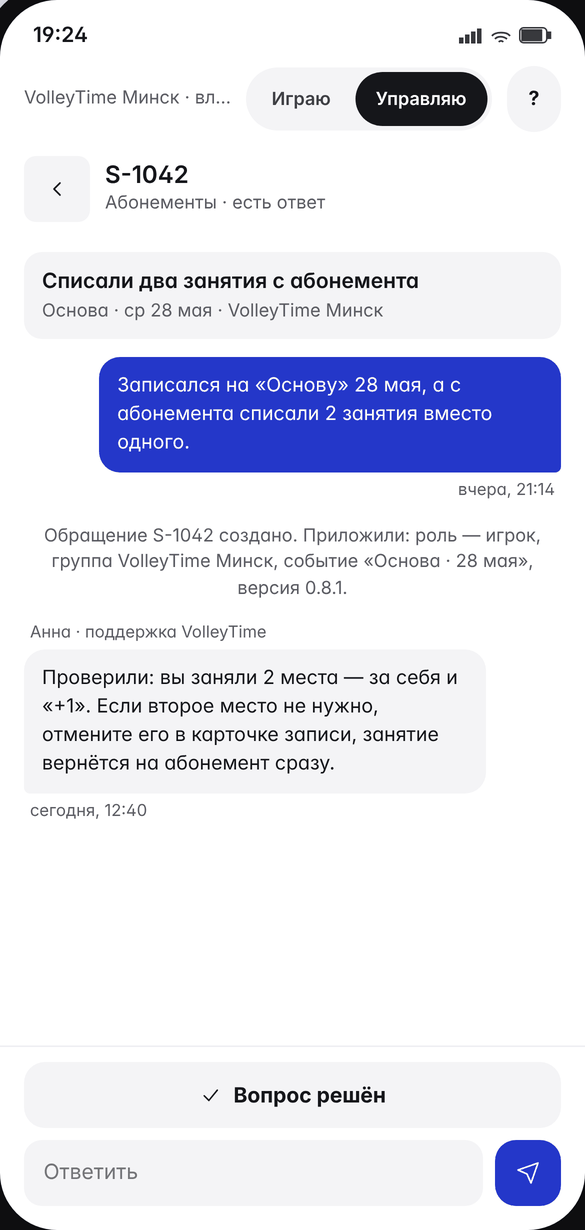 19:24
VolleyTime Минск · вл...
Играю
Управляю
?
S-1042
Абонементы · есть ответ
Списали два занятия с абонемента
Основа · ср 28 мая · VolleyTime Минск
Записался на «Основу» 28 мая, а с
абонемента списали 2 занятия вместо
одного.
вчера, 21:14
Обращение S-1042 создано. Приложили: роль — игрок,
группа VolleyTime Минск, событие «Основа · 28 мая»,
версия 0.8.1.
Анна · поддержка VolleyTime
Проверили: вы заняли 2 места — за себя и
«+1». Если второе место не нужно,
отмените его в карточке записи, занятие
вернётся на абонемент сразу.
сегодня, 12:40
Вопрос решён
Ответить